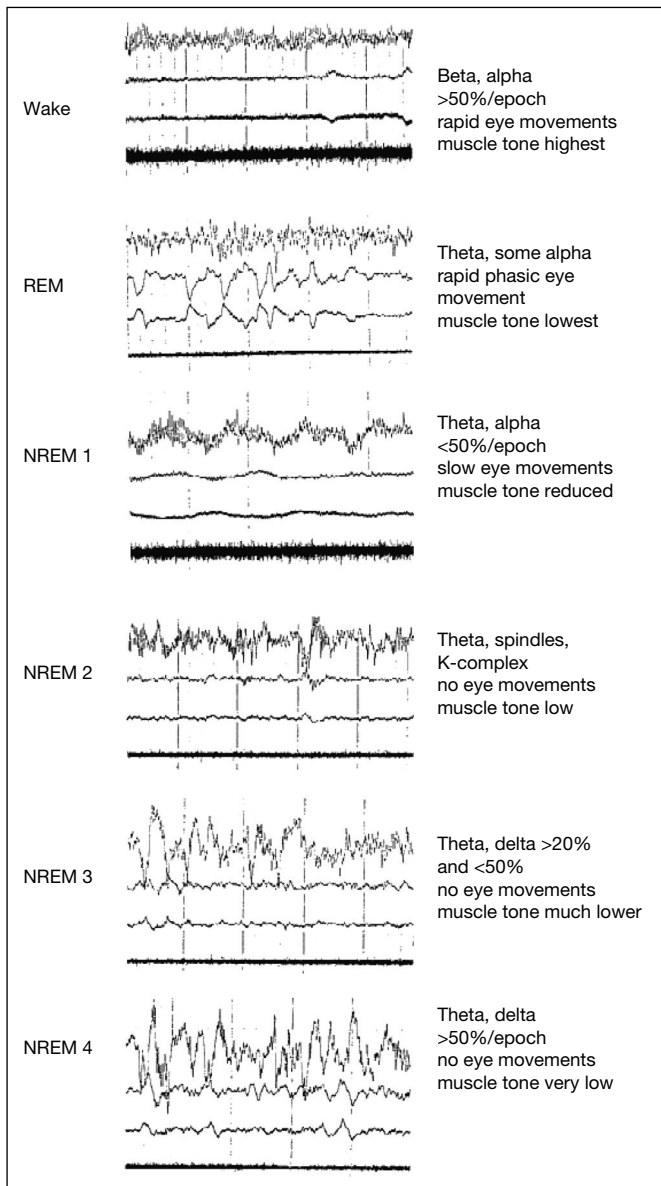 Wake
Beta, alpha
>50%/epoch
rapid eye movements
muscle tone highest
REM
Theta, some alpha
rapid phasic eye
movement
muscle tone lowest
NREM 1
Theta, alpha
<50%/epoch
slow eye movements
muscle tone reduced
NREM 2
Theta, spindles,
K-complex
no eye movements
muscle tone low
NREM 3
Theta, delta >20%
and <50%
no eye movements
muscle tone much lower
NREM 4
Theta, delta
>50%/epoch
no eye movements
muscle tone very low